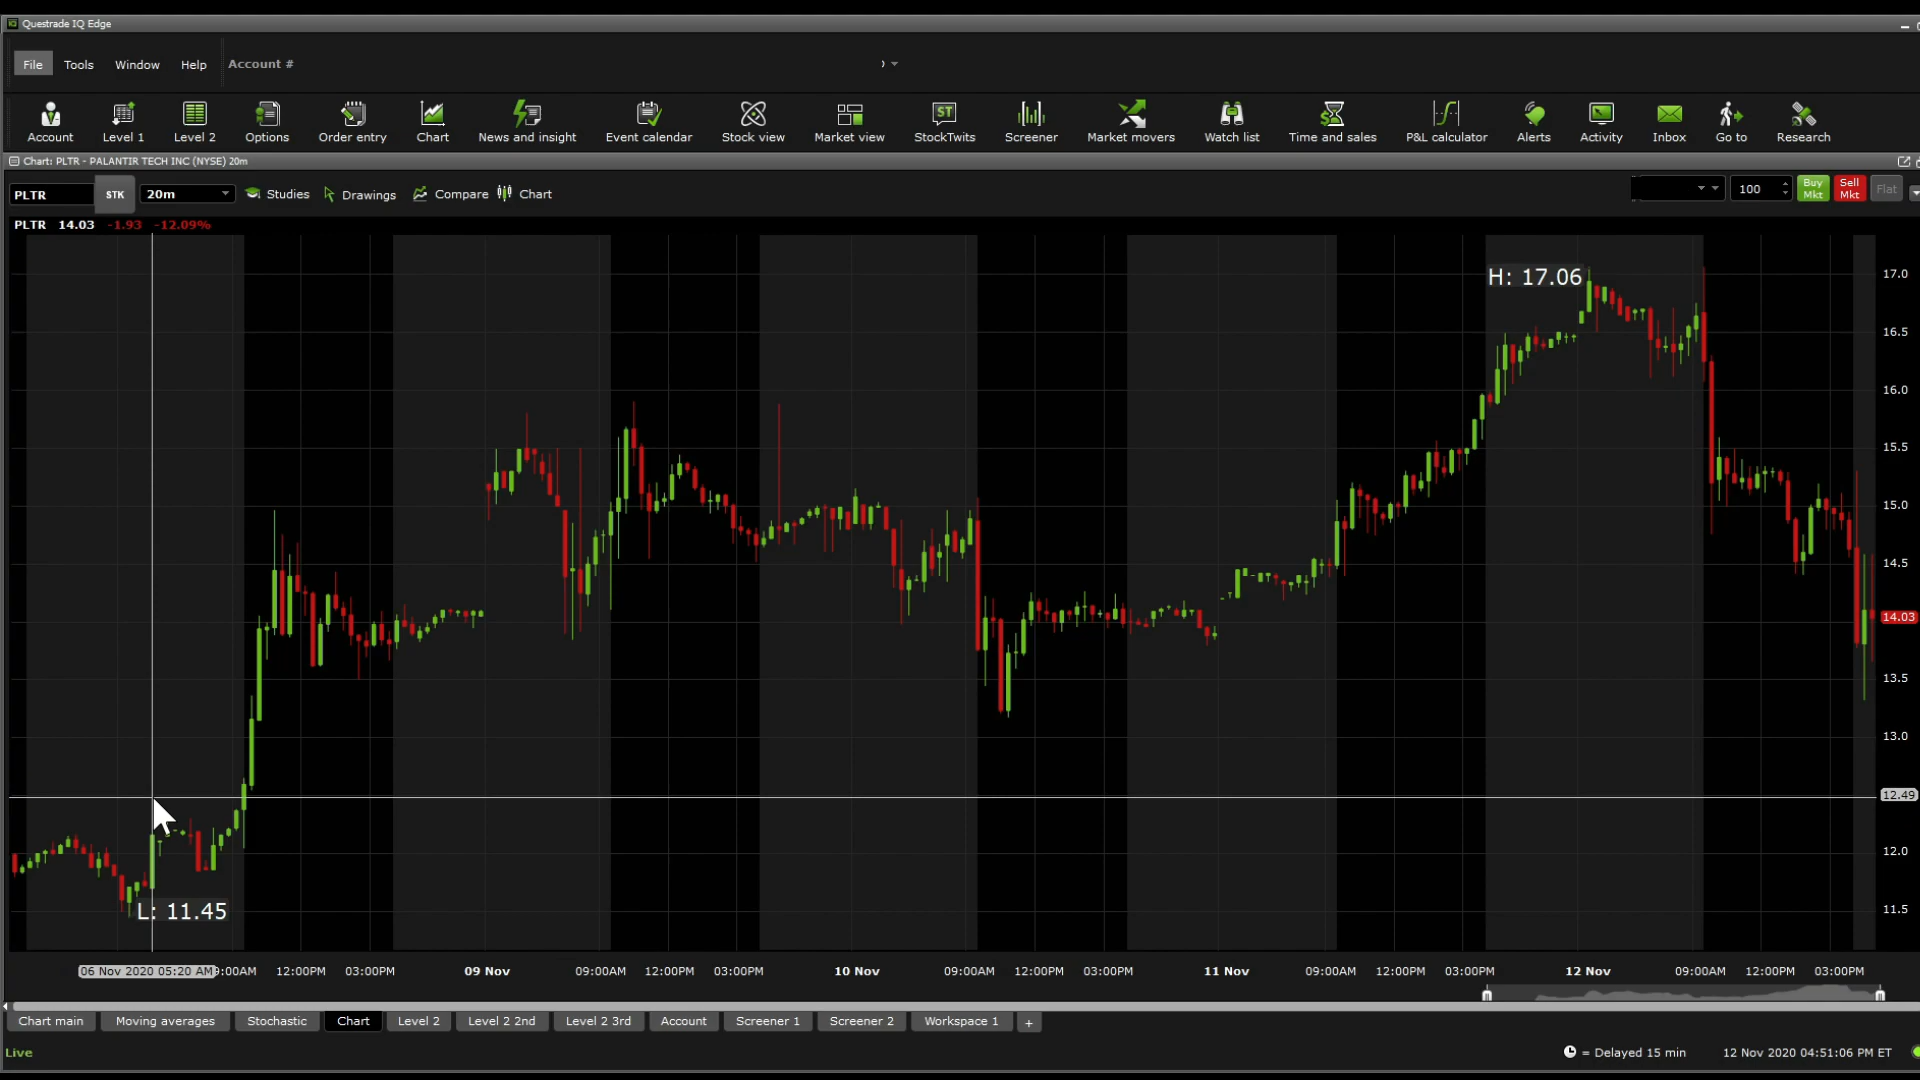 Questrade IQ Edge
File Tools Window Help Account #
Account Level 1 Level 2 Options Order entry Chart News and insight Event calendar Stock view Market view ST StockTwits Screener Market movers Watch list Time and sales P&L calculator Alerts Activity Inbox Go to Research
Chart: PLTR - PALANTIR TECH INC (NYSE) 20m
PLTR STK 20m Studies Drawings Compare Chart 100 Buy Mkt Sell Mkt Flat
PLTR 14.03 -1.93 -12.09%
H: 17.06
17.0
16.5
16.0
15.5
15.0
14.5
14.03
13.5
13.0
12.49
12.0
L: 11.45
11.5
06 Nov 2020 05:20 AM 9:00AM 12:00PM 03:00PM 09 Nov 09:00AM 12:00PM 03:00PM 10 Nov 09:00AM 12:00PM 03:00PM 11 Nov 09:00AM 12:00PM 03:00PM 12 Nov 09:00AM 12:00PM 03:00PM
Chart main Moving averages Stochastic Chart Level 2 Level 2 2nd Level 2 3rd Account Screener 1 Screener 2 Workspace 1 +
Live = Delayed 15 min 12 Nov 2020 04:51:06 PM ET